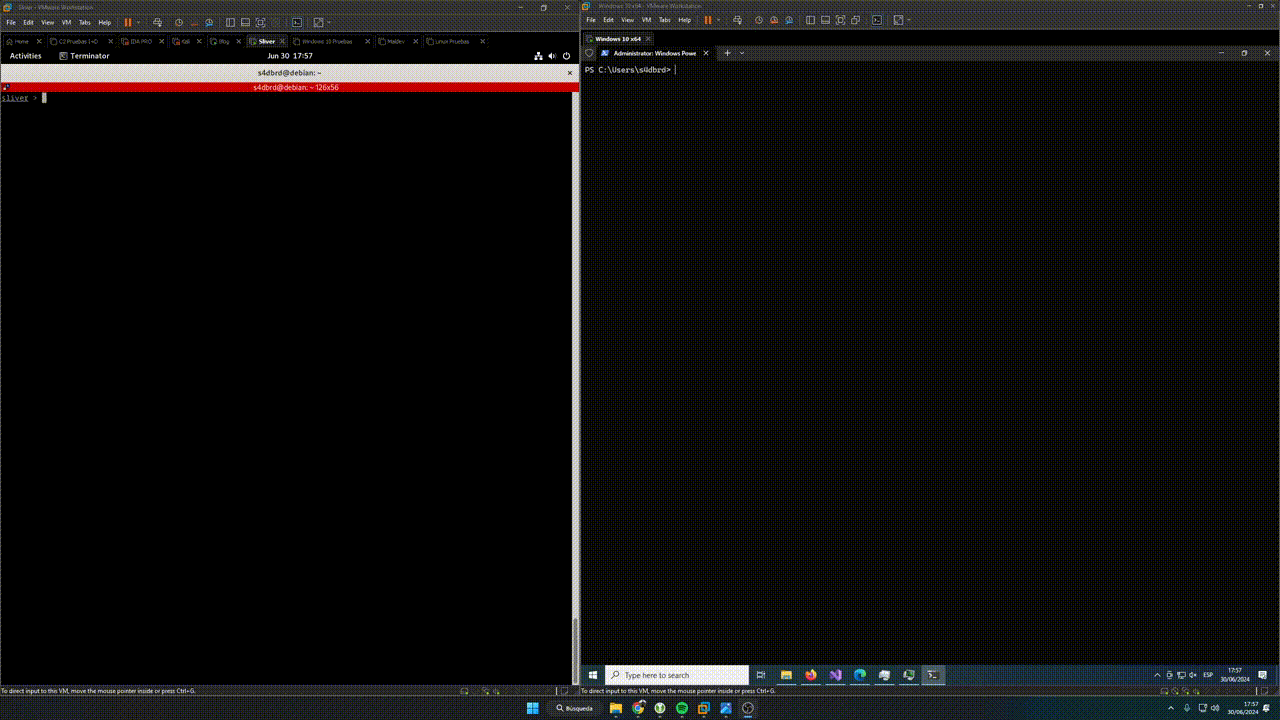 Sliver - VMware Workstation
File Edit View VM Tabs Help
Home C2 Pruebas I+D IDA PRO Kali Blog Sliver Windows 10 Pruebas Maldev Linux Pruebas
Activities Terminator Jun 30 17:57
s4dbrd@debian: ~
s4dbrd@debian: ~ 126x56
sliver >
To direct input to this VM, move the mouse pointer inside or press Ctrl+G.
Windows 10 x64 - VMware Workstation
File Edit View VM Tabs Help
Windows 10 x64
Administrator: Windows Powe
PS C:\Users\s4dbrd>
Type here to search
ESP
17:57
30/06/2024
To direct input to this VM, move the mouse pointer inside or press Ctrl+G.
Búsqueda
17:57
30/06/2024